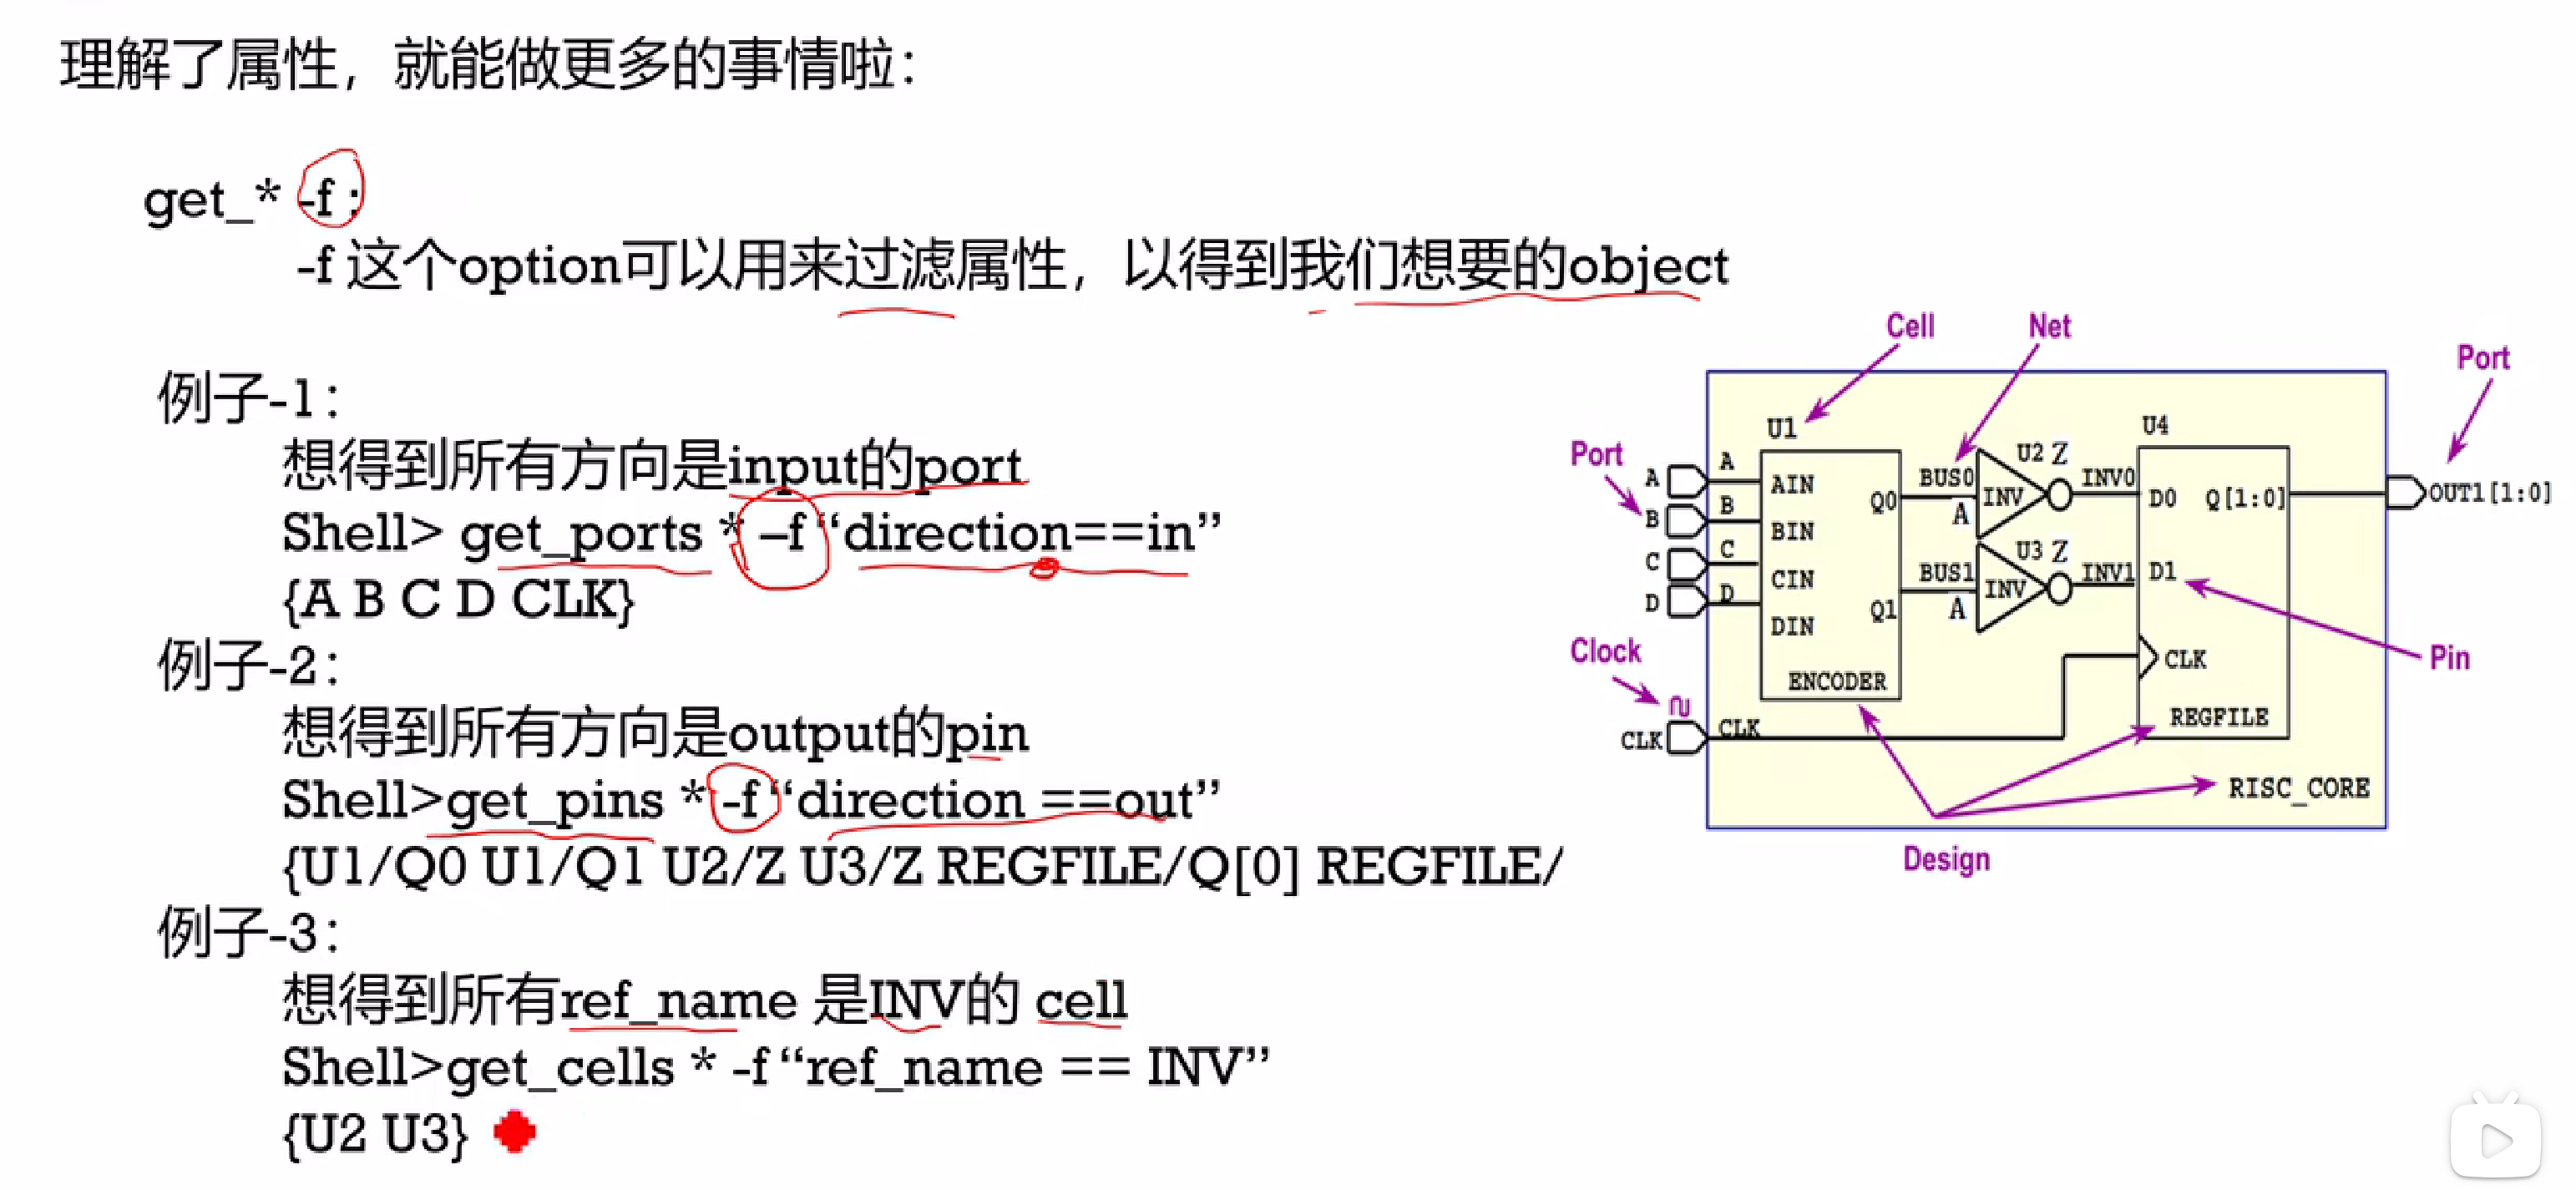 理解了属性，就能做更多的事情啦：
get_* -f :
-f 这个option可以用来过滤属性，以得到我们想要的object
例子-1：
想得到所有方向是input的port
Shell> get_ports * –f “direction==in”
{A B C D CLK}
例子-2：
想得到所有方向是output的pin
Shell>get_pins * -f “direction ==out”
{U1/Q0 U1/Q1 U2/Z U3/Z REGFILE/Q[0] REGFILE/
例子-3：
想得到所有ref_name 是INV的 cell
Shell>get_cells * -f “ref_name == INV”
{U2 U3}
Cell Net
Port
U1 U4
Port
A A AIN Q0 BUS0 A INV U2 Z INV0 D0 Q[1:0] OUT1[1:0]
B B BIN
C C CIN Q1 BUS1 A INV U3 Z INV1 D1
D D DIN
Clock
CLK
Pin
ENCODER
CLK CLK
REGFILE
RISC_CORE
Design